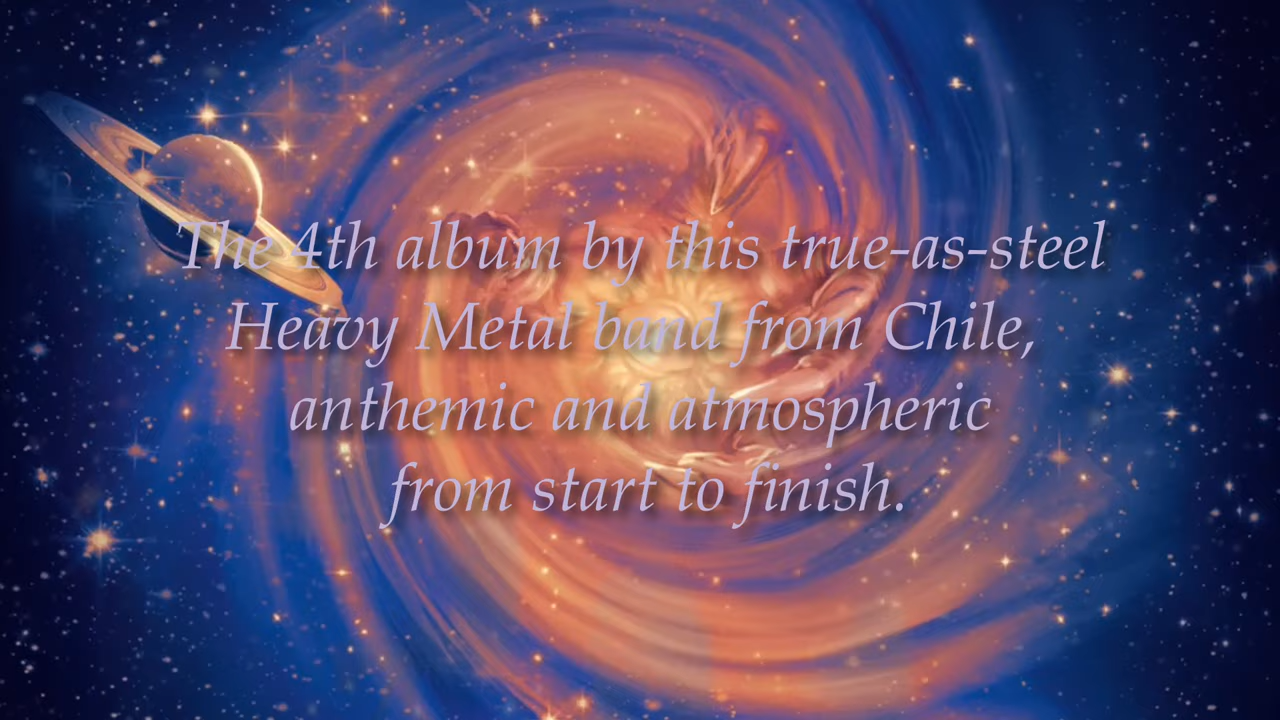 The 4th album by this true-as-steel
Heavy Metal band from Chile,
anthemic and atmospheric
from start to finish.